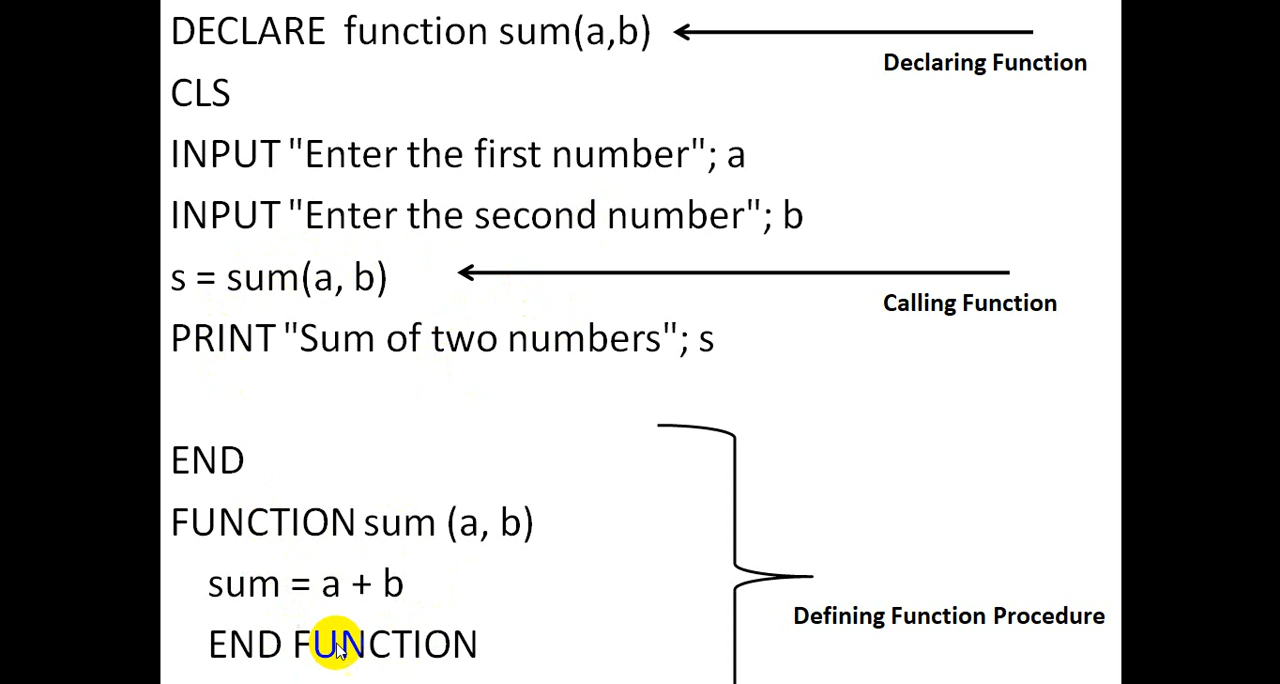 DECLARE function sum(a,b)
Declaring Function
CLS
INPUT "Enter the first number"; a
INPUT "Enter the second number"; b
s = sum(a, b)
Calling Function
PRINT "Sum of two numbers"; s
END
FUNCTION sum (a, b)
sum = a + b
Defining Function Procedure
END FUNCTION